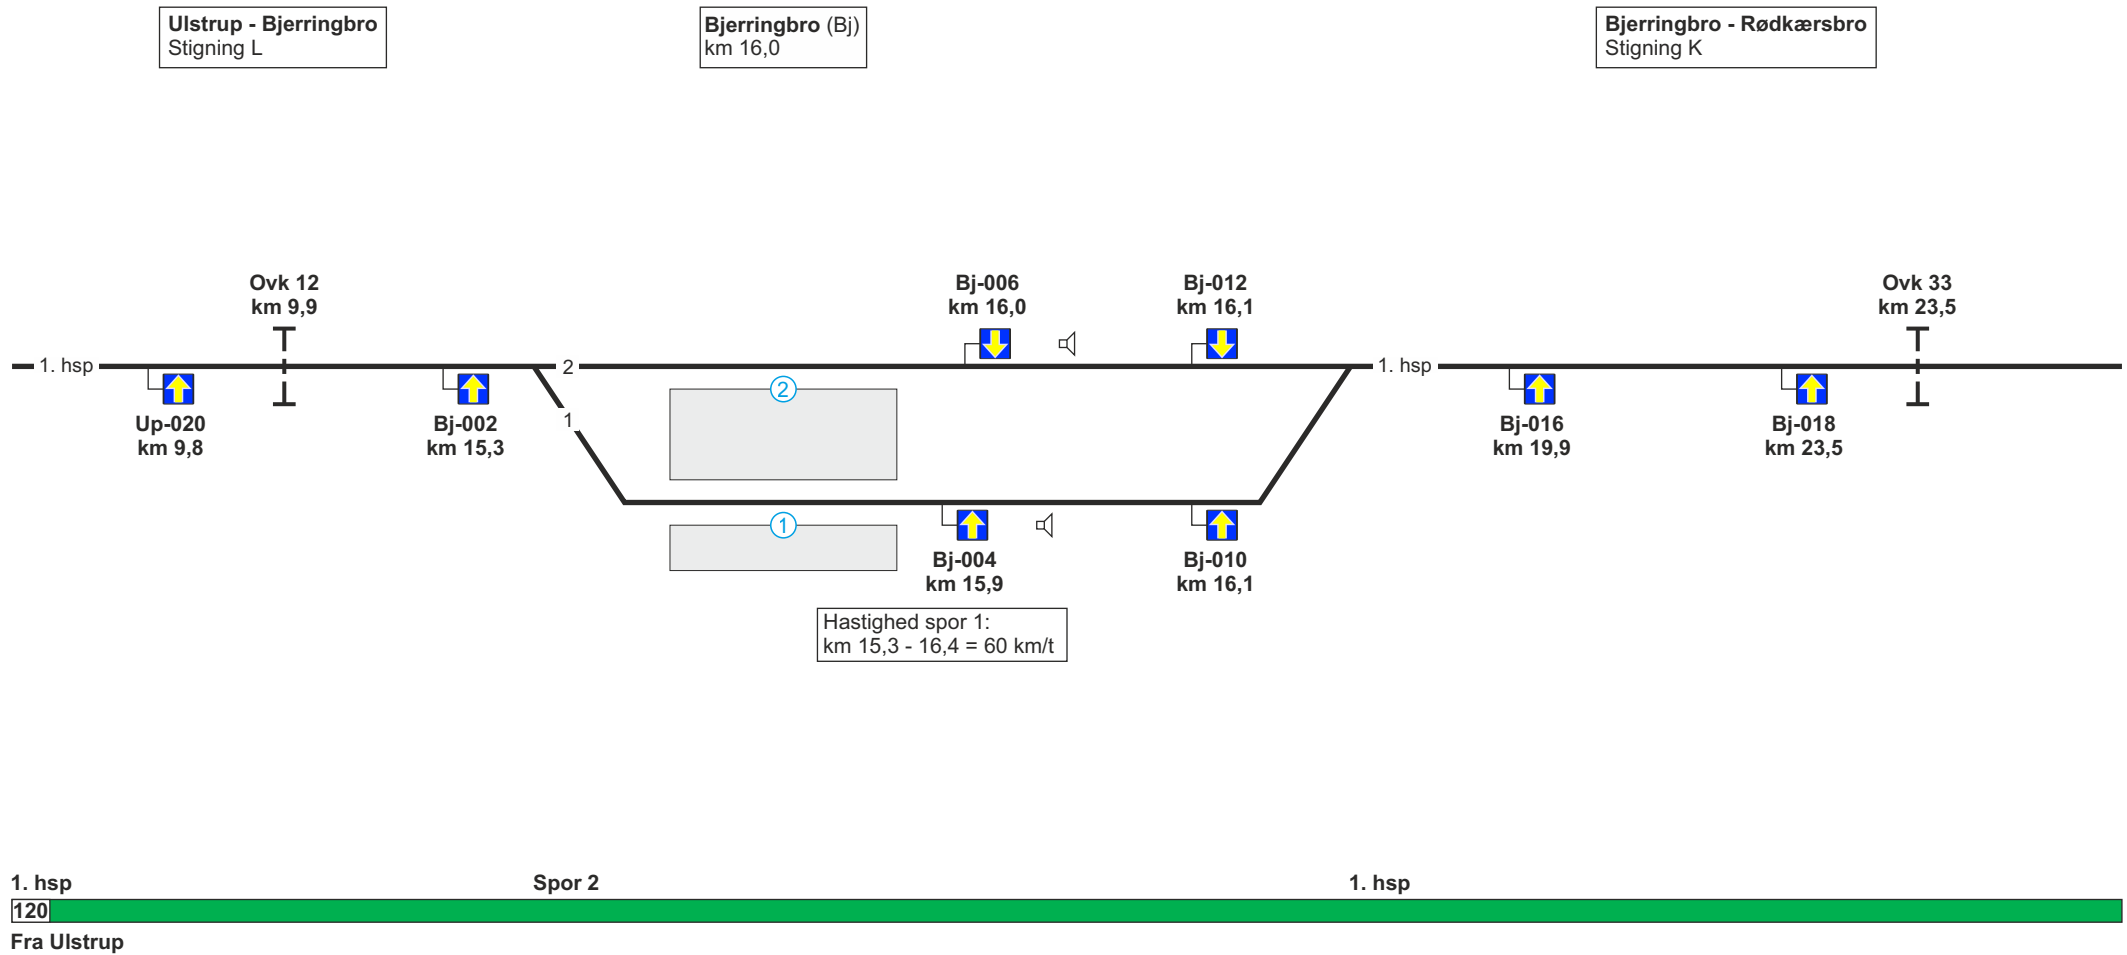 Ulstrup - Bjerringbro
Stigning L
Bjerringbro (Bj)
km 16,0
Bjerringbro - Rødkærsbro
Stigning K
Ovk 12
km 9,9
Bj-006
km 16,0
Bj-012
km 16,1
Ovk 33
km 23,5
1. hsp
2
1. hsp
2
1
Up-020
km 9,8
Bj-002
km 15,3
Bj-016
km 19,9
Bj-018
km 23,5
1
Bj-004
km 15,9
Bj-010
km 16,1
Hastighed spor 1:
km 15,3 - 16,4 = 60 km/t
1. hsp
Spor 2
1. hsp
120
Fra Ulstrup